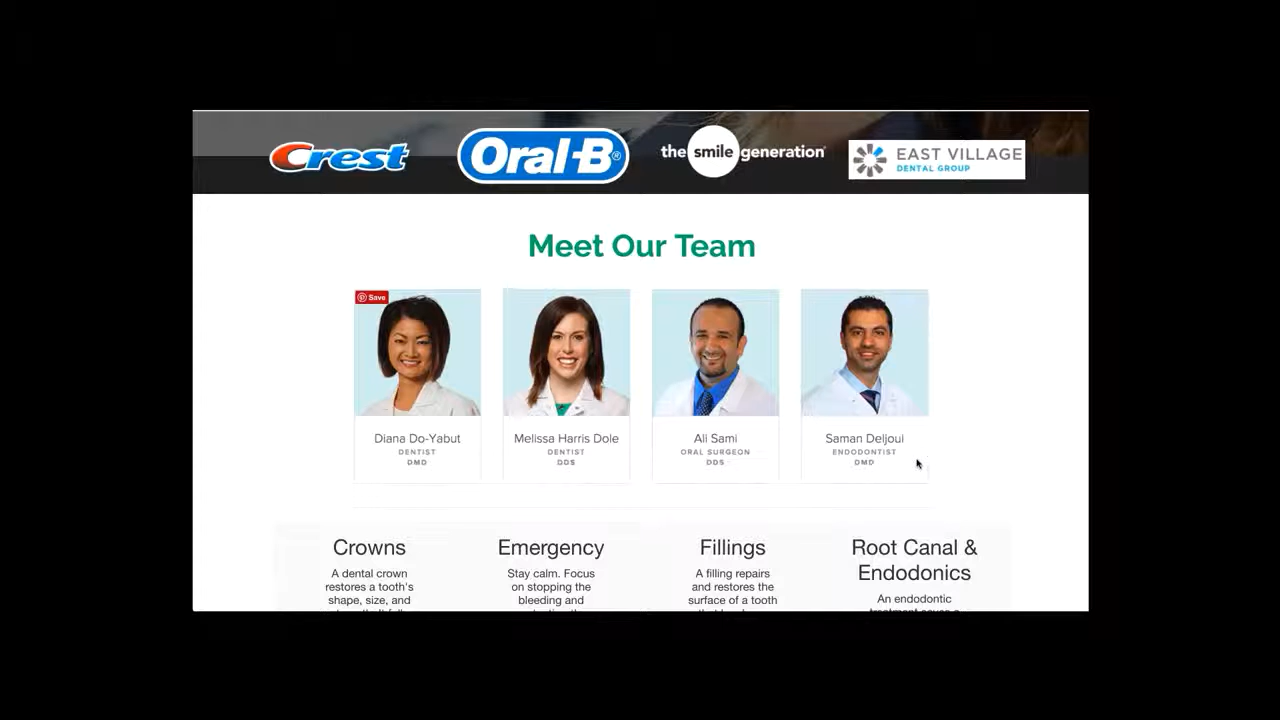 Crest
Oral-B®
the smile generation®
EAST VILLAGE
DENTAL GROUP
Meet Our Team
Save
Diana Do-Yabut
DENTIST
DMD
Melissa Harris Dole
DENTIST
DDS
Ali Sami
ORAL SURGEON
DDS
Saman Deljoui
ENDODONTIST
DMD
Crowns
A dental crown
restores a tooth's
shape, size, and
Emergency
Stay calm. Focus
on stopping the
bleeding and
Fillings
A filling repairs
and restores the
surface of a tooth
Root Canal &
Endodonics
An endodontic